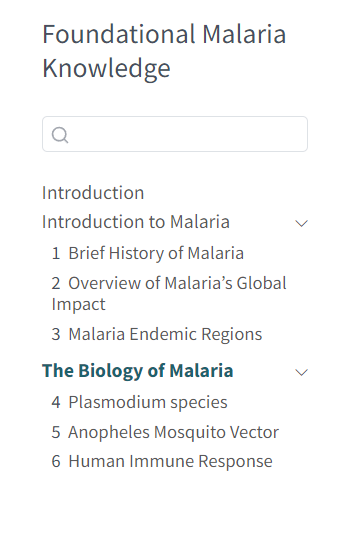 Foundational Malaria
Knowledge
Introduction
Introduction to Malaria
1 Brief History of Malaria
2 Overview of Malaria’s Global
Impact
3 Malaria Endemic Regions
The Biology of Malaria
4 Plasmodium species
5 Anopheles Mosquito Vector
6 Human Immune Response